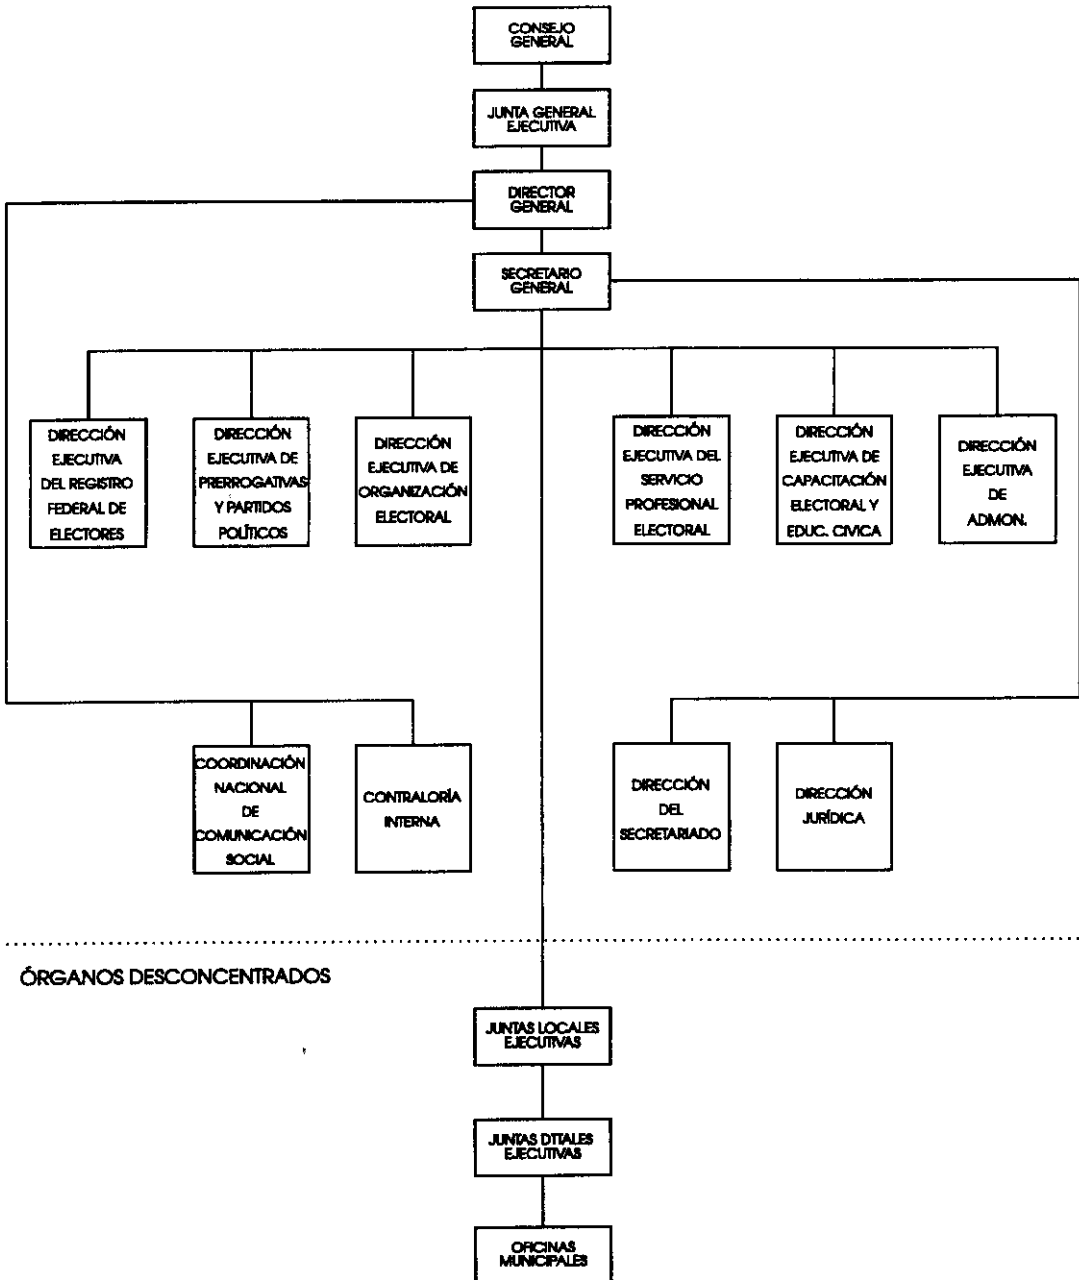 CONSEJO
GENERAL
JUNTA GENERAL
EJECUTIVA
DIRECTOR
GENERAL
SECRETARIO
GENERAL
DIRECCIÓN
EJECUTIVA
DEL REGISTRO
FEDERAL DE
ELECTORES
DIRECCIÓN
EJECUTIVA DE
PRERROGATIVAS
Y PARTIDOS
POLÍTICOS
DIRECCIÓN
EJECUTIVA DE
ORGANIZACIÓN
ELECTORAL
DIRECCIÓN
EJECUTIVA DEL
SERVICIO
PROFESIONAL
ELECTORAL
DIRECCIÓN
EJECUTIVA DE
CAPACITACIÓN
ELECTORAL Y
EDUC. CIVICA
DIRECCIÓN
EJECUTIVA
DE
ADMON.
COORDINACIÓN
NACIONAL
DE
COMUNICACIÓN
SOCIAL
CONTRALORÍA
INTERNA
DIRECCIÓN
DEL
SECRETARIADO
DIRECCIÓN
JURÍDICA
ÓRGANOS DESCONCENTRADOS
JUNTAS LOCALES
EJECUTIVAS
JUNTAS DTTALES
EJECUTIVAS
OFICINAS
MUNICIPALES